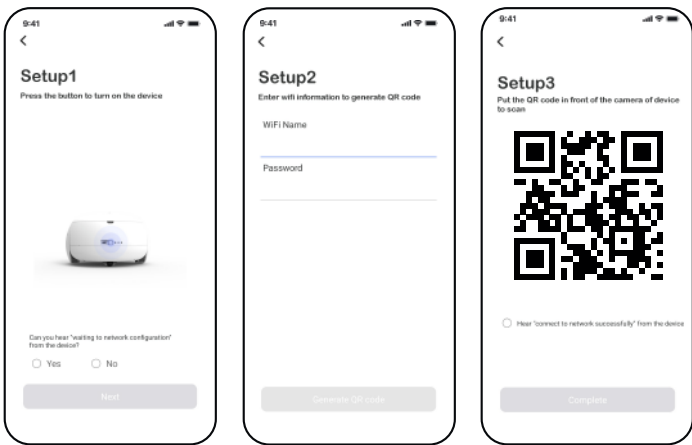 9:41
Setup1
Press the button to turn on the device
Can you hear "waiting to network configuration"
from the device?
Yes
No
Next
9:41
Setup2
Enter wifi information to generate QR code
WiFi Name
Password
Generate QR code
9:41
Setup3
Put the QR code in front of the camera of device
to scan
Hear "connect to network successfully" from the device
Complete